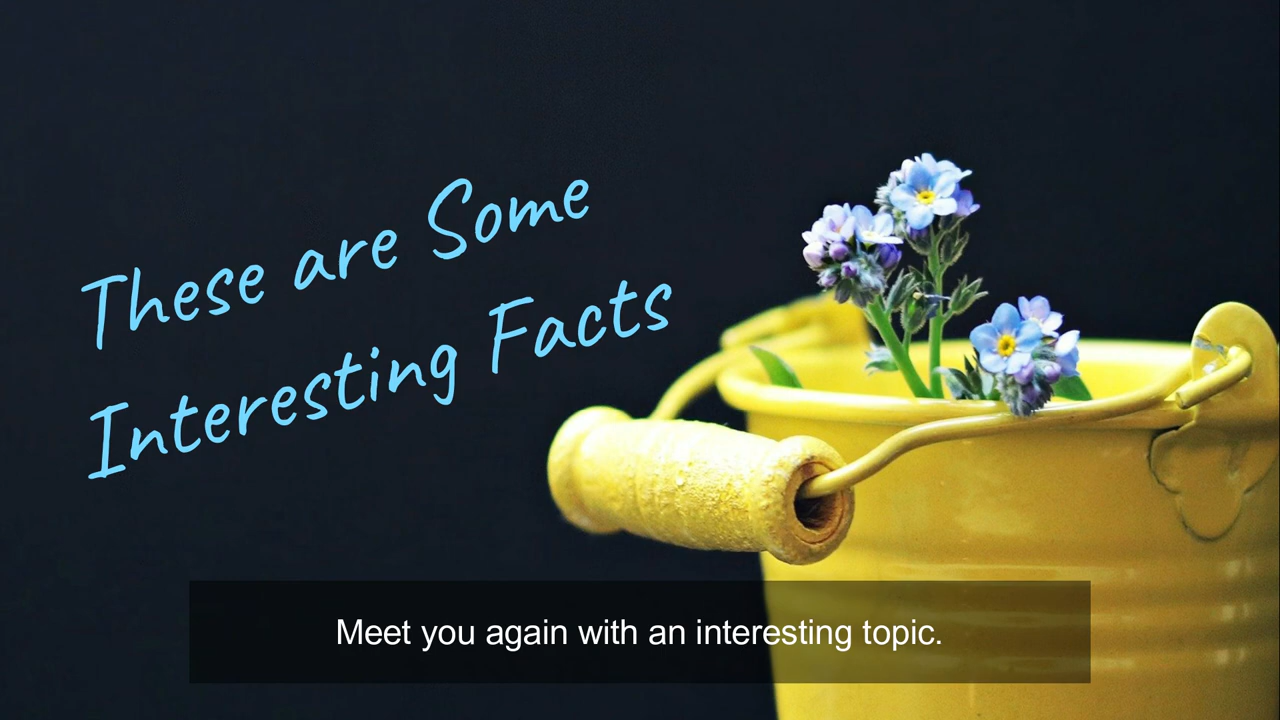 These are Some
Interesting Facts
Meet you again with an interesting topic.